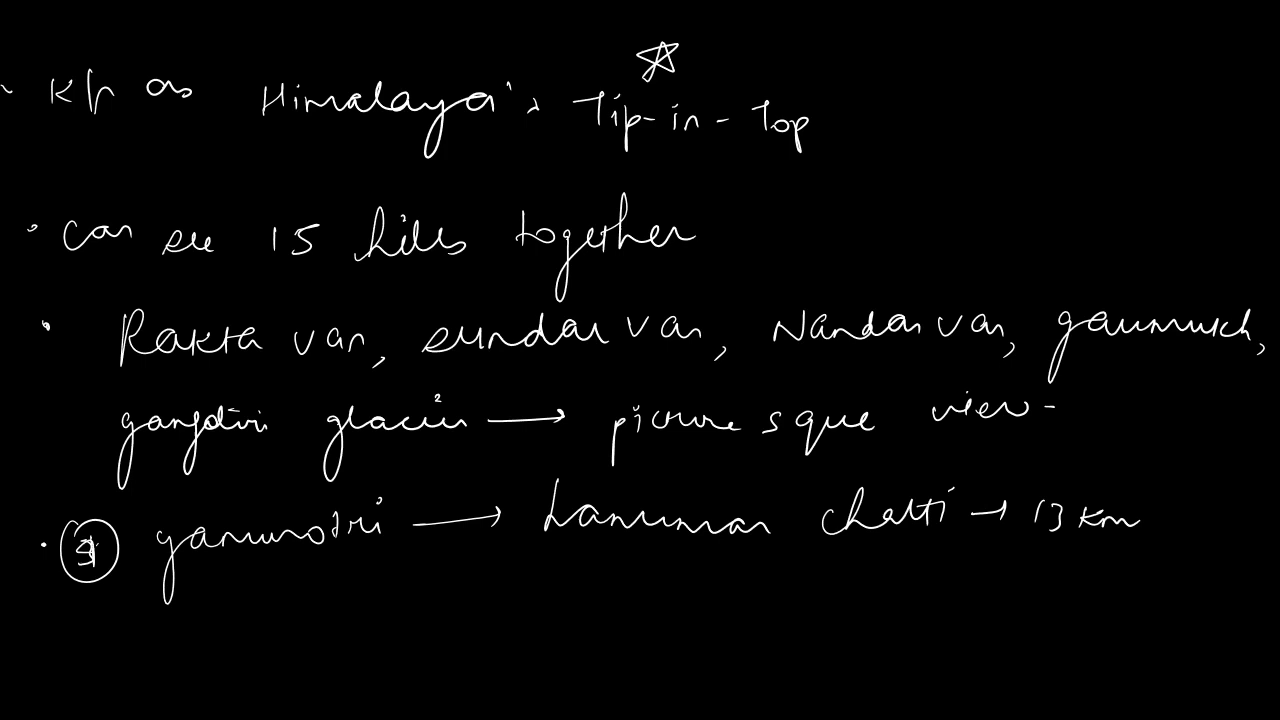 . K/n as Himalaya's Tip-in-Top
. Can see 15 hills together
. Rakta van, sundar van, Nandan van, gaumukh,
gangotri glacier → picturesque view -
. yamunotri → hanuman chatti → 13 km